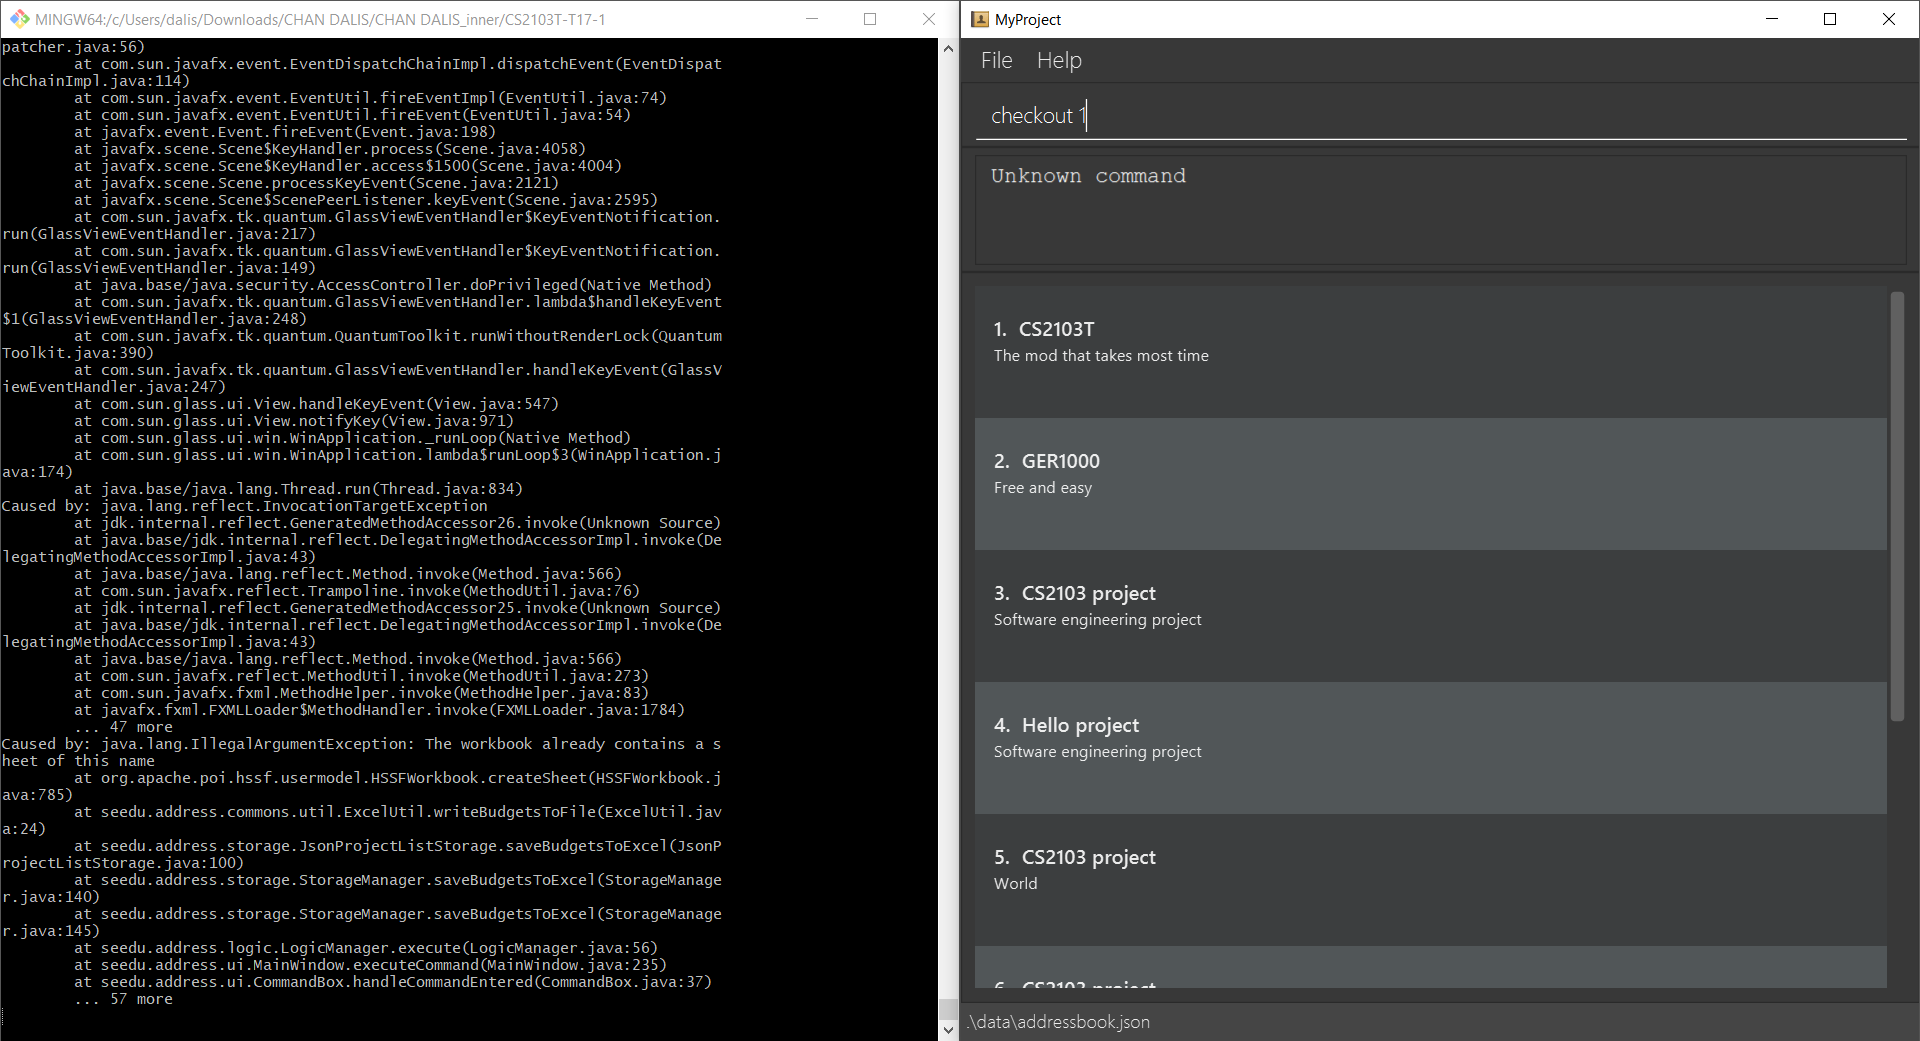 MINGW64:/c/Users/dalis/Downloads/CHAN DALIS/CHAN DALIS_inner/CS2103T-T17-1
patcher.java:56)
at com.sun.javafx.event.EventDispatchChainImpl.dispatchEvent(EventDispat
chChainImpl.java:114)
at com.sun.javafx.event.EventUtil.fireEventImpl(EventUtil.java:74)
at com.sun.javafx.event.EventUtil.fireEvent(EventUtil.java:54)
at javafx.event.Event.fireEvent(Event.java:198)
at javafx.scene.Scene$KeyHandler.process(Scene.java:4058)
at javafx.scene.Scene$KeyHandler.access$1500(Scene.java:4004)
at javafx.scene.Scene.processKeyEvent(Scene.java:2121)
at javafx.scene.Scene$ScenePeerListener.keyEvent(Scene.java:2595)
at com.sun.javafx.tk.quantum.GlassViewEventHandler$KeyEventNotification.
run(GlassViewEventHandler.java:217)
at com.sun.javafx.tk.quantum.GlassViewEventHandler$KeyEventNotification.
run(GlassViewEventHandler.java:149)
at java.base/java.security.AccessController.doPrivileged(Native Method)
at com.sun.javafx.tk.quantum.GlassViewEventHandler.lambda$handleKeyEvent
$1(GlassViewEventHandler.java:248)
at com.sun.javafx.tk.quantum.QuantumToolkit.runWithoutRenderLock(Quantum
Toolkit.java:390)
at com.sun.javafx.tk.quantum.GlassViewEventHandler.handleKeyEvent(GlassV
iewEventHandler.java:247)
at com.sun.glass.ui.View.handleKeyEvent(View.java:547)
at com.sun.glass.ui.View.notifyKey(View.java:971)
at com.sun.glass.ui.win.WinApplication._runLoop(Native Method)
at com.sun.glass.ui.win.WinApplication.lambda$runLoop$3(WinApplication.j
ava:174)
at java.base/java.lang.Thread.run(Thread.java:834)
Caused by: java.lang.reflect.InvocationTargetException
at jdk.internal.reflect.GeneratedMethodAccessor26.invoke(Unknown Source)
at java.base/jdk.internal.reflect.DelegatingMethodAccessorImpl.invoke(De
legatingMethodAccessorImpl.java:43)
at java.base/java.lang.reflect.Method.invoke(Method.java:566)
at com.sun.javafx.reflect.Trampoline.invoke(MethodUtil.java:76)
at jdk.internal.reflect.GeneratedMethodAccessor25.invoke(Unknown Source)
at java.base/jdk.internal.reflect.DelegatingMethodAccessorImpl.invoke(De
legatingMethodAccessorImpl.java:43)
at java.base/java.lang.reflect.Method.invoke(Method.java:566)
at com.sun.javafx.reflect.MethodUtil.invoke(MethodUtil.java:273)
at com.sun.javafx.fxml.MethodHelper.invoke(MethodHelper.java:83)
at javafx.fxml.FXMLLoader$MethodHandler.invoke(FXMLLoader.java:1784)
... 47 more
Caused by: java.lang.IllegalArgumentException: The workbook already contains a s
heet of this name
at org.apache.poi.hssf.usermodel.HSSFWorkbook.createSheet(HSSFWorkbook.j
ava:785)
at seedu.address.commons.util.ExcelUtil.writeBudgetsToFile(ExcelUtil.jav
a:24)
at seedu.address.storage.JsonProjectListStorage.saveBudgetsToExcel(JsonP
rojectListStorage.java:100)
at seedu.address.storage.StorageManager.saveBudgetsToExcel(StorageManage
r.java:140)
at seedu.address.storage.StorageManager.saveBudgetsToExcel(StorageManage
r.java:145)
at seedu.address.logic.LogicManager.execute(LogicManager.java:56)
at seedu.address.ui.MainWindow.executeCommand(MainWindow.java:235)
at seedu.address.ui.CommandBox.handleCommandEntered(CommandBox.java:37)
... 57 more
MyProject
File Help
checkout 1
Unknown command
1. CS2103T
The mod that takes most time
2. GER1000
Free and easy
3. CS2103 project
Software engineering project
4. Hello project
Software engineering project
5. CS2103 project
World
6. CS2103 project
.\data\addressbook.json